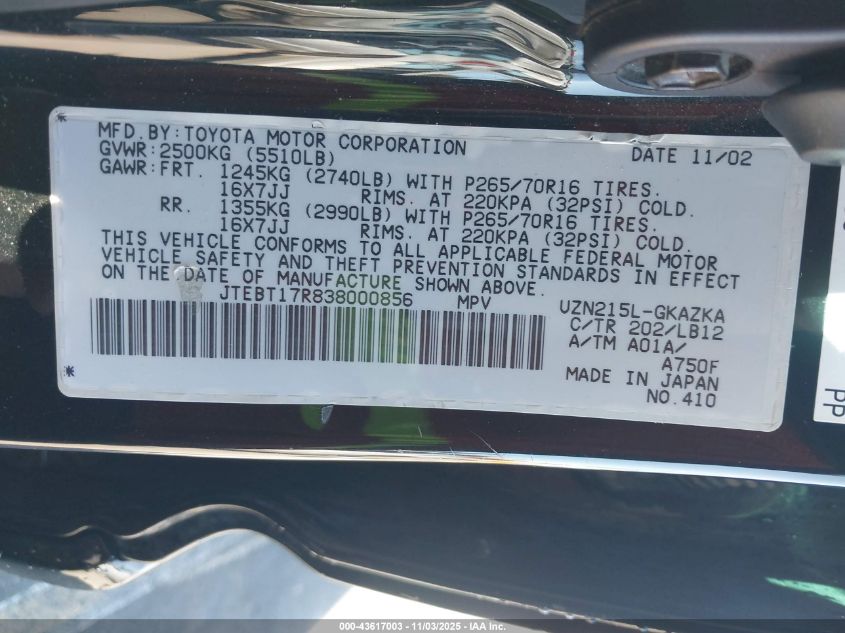 MFD.BY:TOYOTA MOTOR CORPORATION DATE 11/02
GVWR:2500KG (5510LB)
GAWR:FRT. 1245KG (2740LB) WITH P265/70R16 TIRES.
16X7JJ RIMS. AT 220KPA (32PSI) COLD.
RR. 1355KG (2990LB) WITH P265/70R16 TIRES.
16X7JJ RIMS. AT 220KPA (32PSI) COLD.
THIS VEHICLE CONFORMS TO ALL APPLICABLE FEDERAL MOTOR
VEHICLE SAFETY AND THEFT PREVENTION STANDARDS IN EFFECT
ON THE DATE OF MANUFACTURE SHOWN ABOVE.
JTEBT17R838000856 MPV UZN215L-GKAZKA
C/TR 202/LB12
A/TM A01A/
A750F
MADE IN JAPAN
NO.410
PP
000-43617003 - 11/03/2025 - IAA Inc.